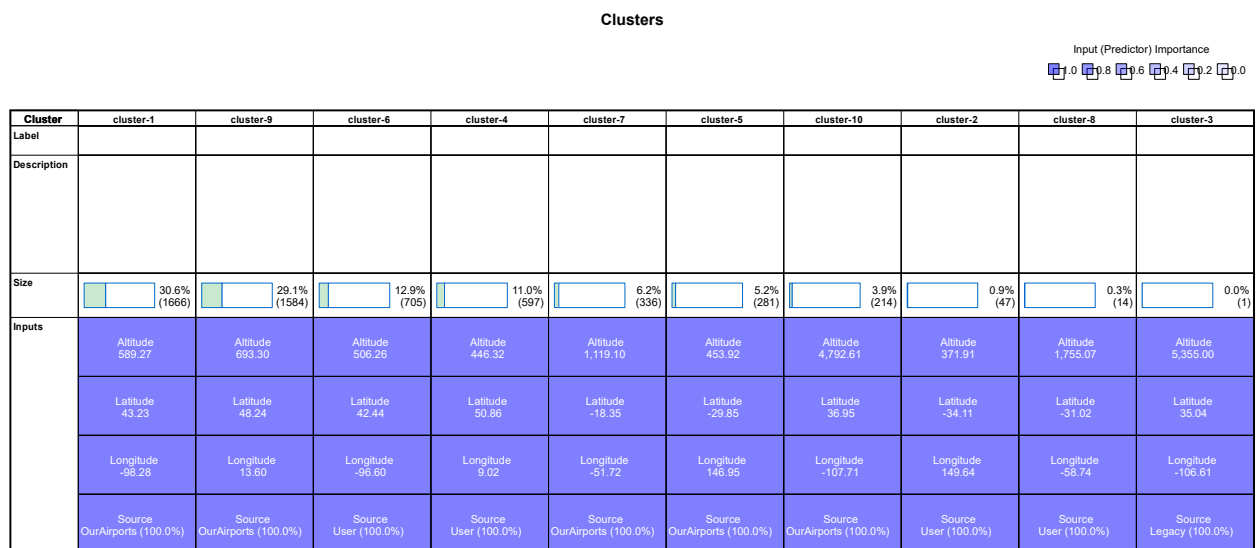 Clusters
Input (Predictor) Importance
1.0 0.8 0.6 0.4 0.2 0.0
Cluster cluster-1 cluster-9 cluster-6 cluster-4 cluster-7 cluster-5 cluster-10 cluster-2 cluster-8 cluster-3
Label
Description
Size 30.6% 29.1% 12.9% 11.0% 6.2% 5.2% 3.9% 0.9% 0.3% 0.0%
(1666) (1584) (705) (597) (336) (281) (214) (47) (14) (1)
Inputs
Altitude Altitude Altitude Altitude Altitude Altitude Altitude Altitude Altitude Altitude
589.27 693.30 506.26 446.32 1,119.10 453.92 4,792.61 371.91 1,755.07 5,355.00
Latitude Latitude Latitude Latitude Latitude Latitude Latitude Latitude Latitude Latitude
43.23 48.24 42.44 50.86 -18.35 -29.85 36.95 -34.11 -31.02 35.04
Longitude Longitude Longitude Longitude Longitude Longitude Longitude Longitude Longitude Longitude
-98.28 13.60 -96.60 9.02 -51.72 146.95 -107.71 149.64 -58.74 -106.61
Source Source Source Source Source Source Source Source Source Source
OurAirports (100.0%) OurAirports (100.0%) User (100.0%) User (100.0%) OurAirports (100.0%) OurAirports (100.0%) OurAirports (100.0%) User (100.0%) User (100.0%) Legacy (100.0%)